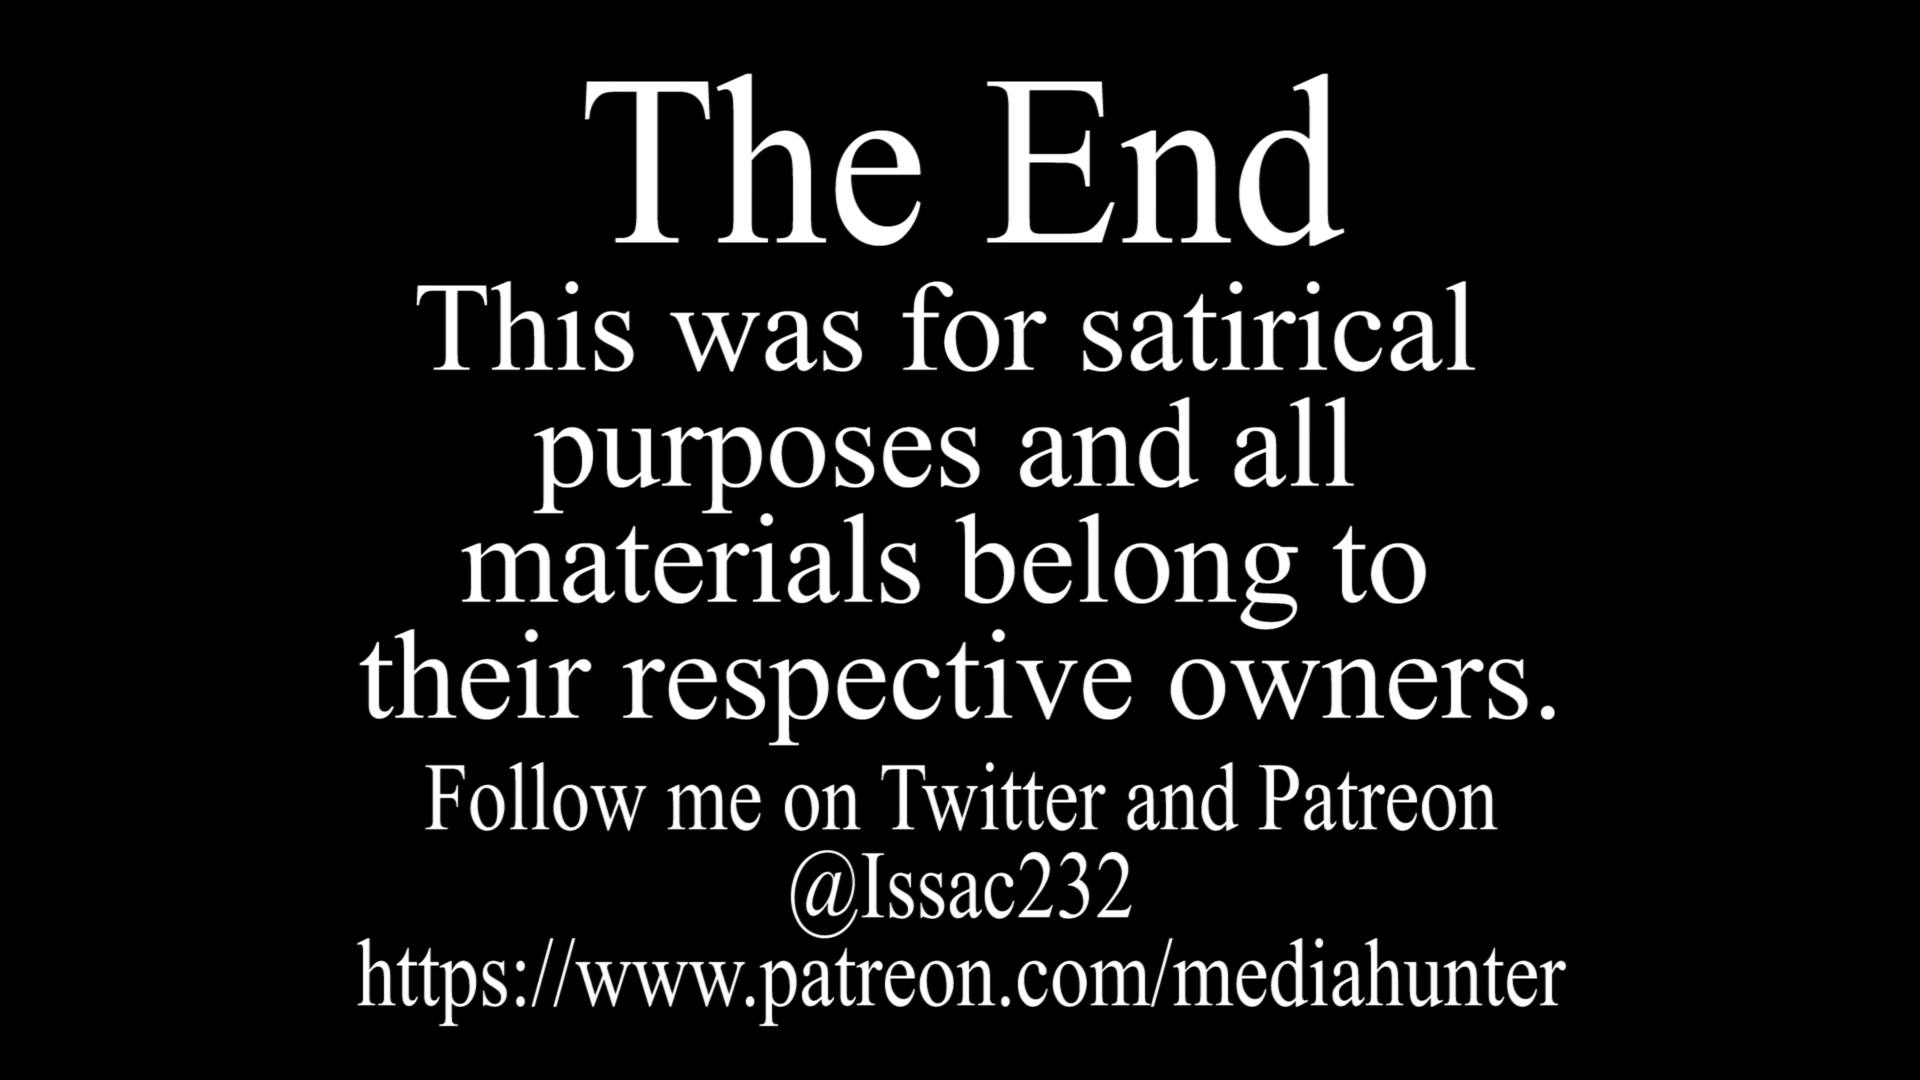 The End
This was for satirical
purposes and all
materials belong to
their respective owners.
Follow me on Twitter and Patreon
@Issac232
https://www.patreon.com/mediahunter